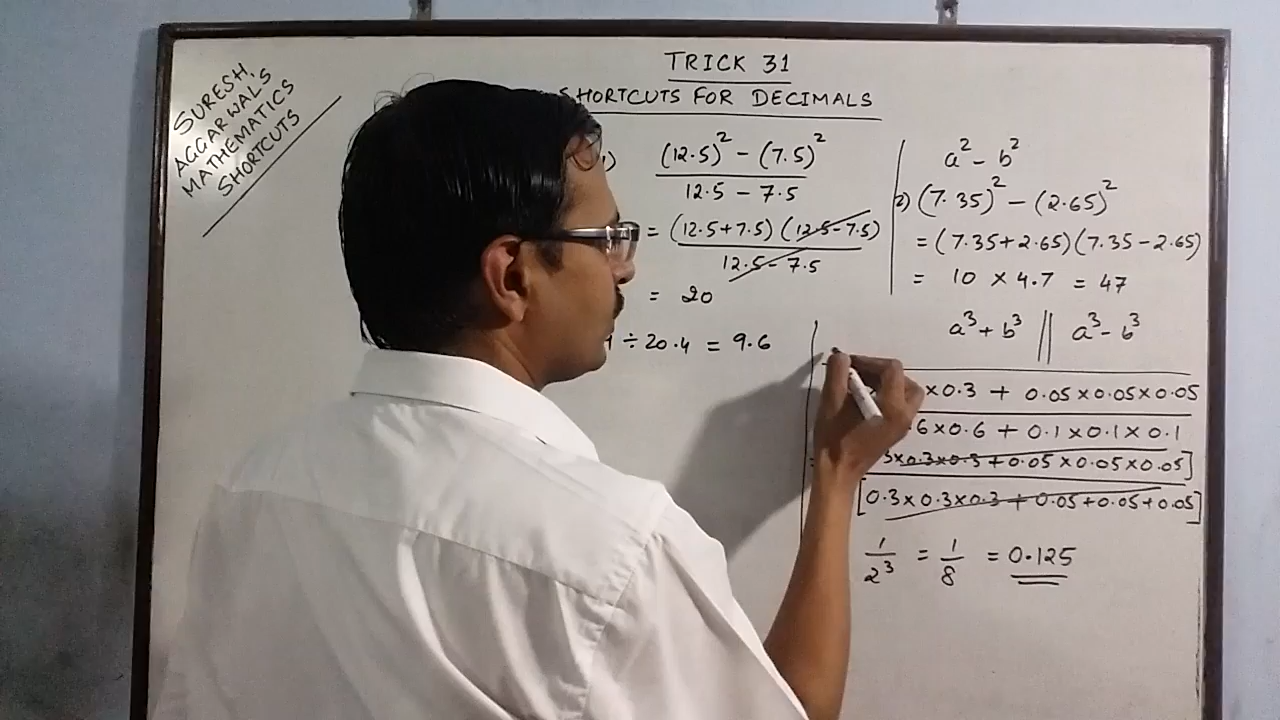 SURESH
AGGARWAL'S
MATHEMATICS
SHORTCUTS
TRICK 31
SHORTCUTS FOR DECIMALS
(12.5)² - (7.5)²
12.5 - 7.5
= (12.5+7.5) (12.5-7.5)
12.5 - 7.5
= 20
÷ 20.4 = 9.6
a² - b²
2) (7.35)² - (2.65)²
= (7.35+2.65)(7.35-2.65)
= 10 × 4.7 = 47
a³ + b³ || a³ - b³
×0.3 + 0.05×0.05×0.05
6×0.6 + 0.1×0.1×0.1
3×0.3×0.3 + 0.05×0.05×0.05]
[0.3×0.3×0.3 + 0.05+0.05+0.05]
1/2³ = 1/8 = 0.125